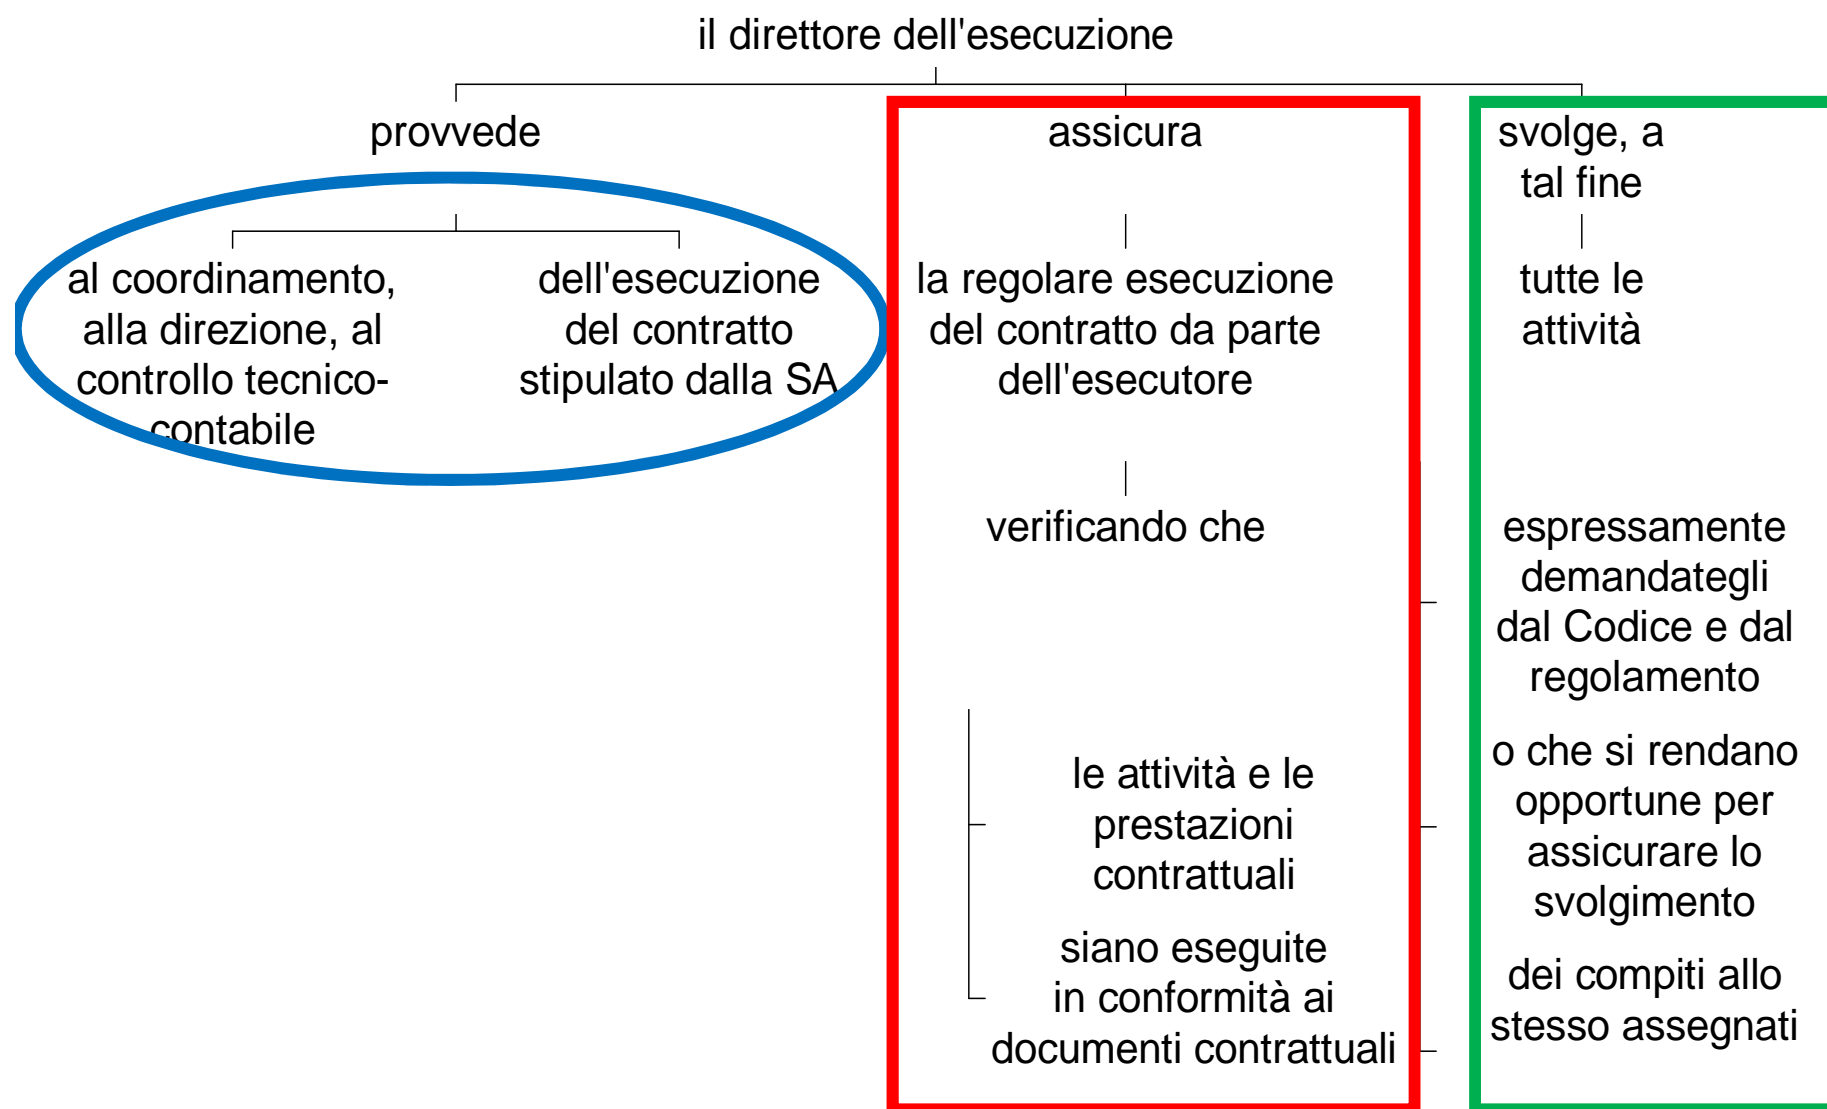 il direttore dell'esecuzione
provvede
al coordinamento,
alla direzione, al
controllo tecnico-
contabile
dell'esecuzione
del contratto
stipulato dalla SA
assicura
la regolare esecuzione
del contratto da parte
dell'esecutore
verificando che
le attività e le
prestazioni
contrattuali
siano eseguite
in conformità ai
documenti contrattuali
svolge, a
tal fine
tutte le
attività
espressamente
demandategli
dal Codice e dal
regolamento
o che si rendano
opportune per
assicurare lo
svolgimento
dei compiti allo
stesso assegnati